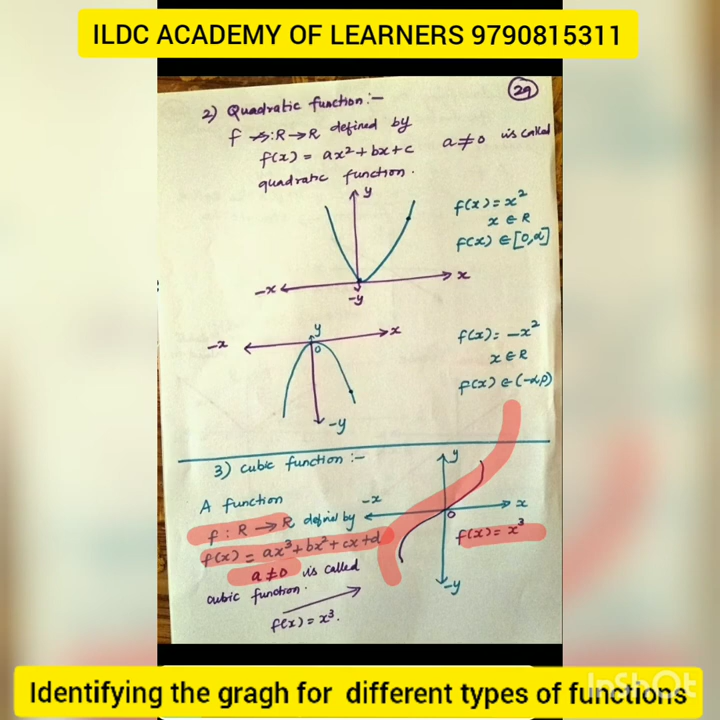 ILDC ACADEMY OF LEARNERS 9790815311
29
2) Quadratic function :-
f : R → R defined by
f(x) = ax² + bx + c a ≠ 0 is called
quadratic function.
y
f(x) = x²
x ∈ R
f(x) ∈ [0, ∝]
-x x
-y
y
-x x
0
f(x) = -x²
x ∈ R
f(x) ∈ (-∝, 0)
-y
3) Cubic function :-
y
A function
-x x
f : R → R defined by
0
f(x) = ax³ + bx² + cx + d
f(x) = x³
a ≠ 0 is called
cubic function.
-y
f(x) = x³.
InShot
Identifying the gragh for different types of functions